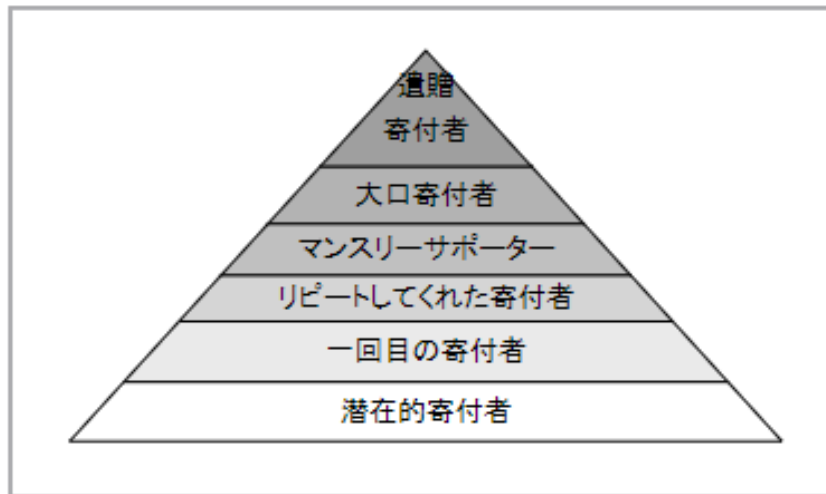 遺贈
寄付者
大口寄付者
マンスリーサポーター
リピートしてくれた寄付者
一回目の寄付者
潜在的寄付者